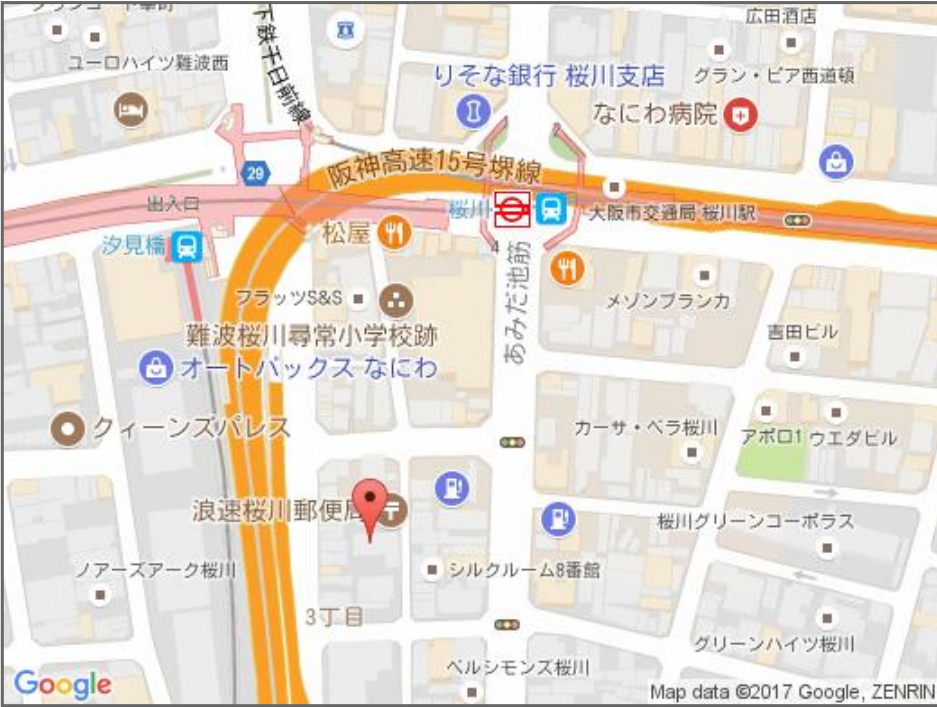 広田酒店
ユーロハイツ難波西
下鉄千日前線
りそな銀行 桜川支店
グラン・ピア西道頓
なにわ病院
阪神高速15号堺線
29
出入口
桜川
大阪市交通局 桜川駅
松屋
汐見橋
4
あみだ池筋
フラッツS&S
メゾンブランカ
難波桜川尋常小学校跡
吉田ビル
オートバックス なにわ
クィーンズパレス
カーサ・ベラ桜川
アポロ1
ウエダビル
浪速桜川郵便局
桜川グリーンコーポラス
ノアーズアーク桜川
シルクルーム8番館
3丁目
グリーンハイツ桜川
ベルシモンズ桜川
Google
Map data ©2017 Google, ZENRIN